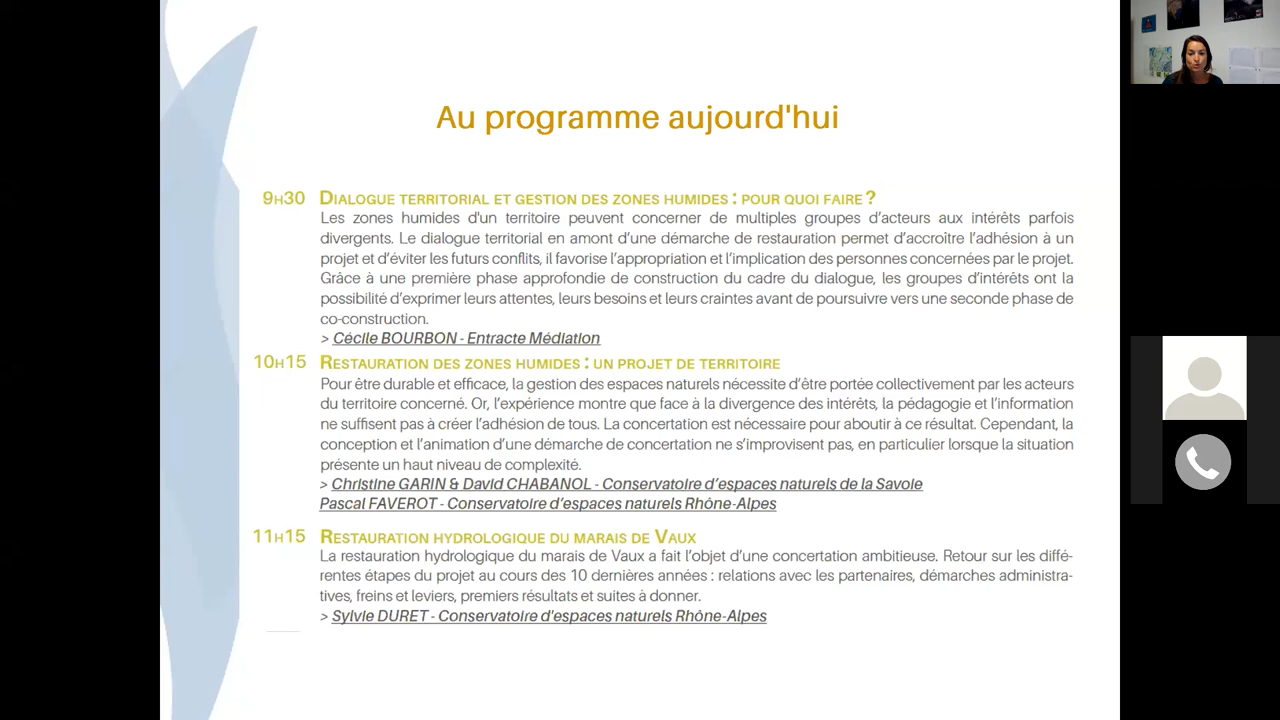 Au programme aujourd'hui
9H30 DIALOGUE TERRITORIAL ET GESTION DES ZONES HUMIDES : POUR QUOI FAIRE ?
Les zones humides d'un territoire peuvent concerner de multiples groupes d'acteurs aux intérêts parfois
divergents. Le dialogue territorial en amont d'une démarche de restauration permet d'accroître l'adhésion à un
projet et d'éviter les futurs conflits, il favorise l'appropriation et l'implication des personnes concernées par le projet.
Grâce à une première phase approfondie de construction du cadre du dialogue, les groupes d'intérêts ont la
possibilité d'exprimer leurs attentes, leurs besoins et leurs craintes avant de poursuivre vers une seconde phase de
co-construction.
> Cécile BOURBON - Entracte Médiation
10H15 RESTAURATION DES ZONES HUMIDES : UN PROJET DE TERRITOIRE
Pour être durable et efficace, la gestion des espaces naturels nécessite d'être portée collectivement par les acteurs
du territoire concerné. Or, l'expérience montre que face à la divergence des intérêts, la pédagogie et l'information
ne suffisent pas à créer l'adhésion de tous. La concertation est nécessaire pour aboutir à ce résultat. Cependant, la
conception et l'animation d'une démarche de concertation ne s'improvisent pas, en particulier lorsque la situation
présente un haut niveau de complexité.
> Christine GARIN & David CHABANOL - Conservatoire d'espaces naturels de la Savoie
Pascal FAVEROT - Conservatoire d'espaces naturels Rhône-Alpes
11H15 RESTAURATION HYDROLOGIQUE DU MARAIS DE VAUX
La restauration hydrologique du marais de Vaux a fait l'objet d'une concertation ambitieuse. Retour sur les diffé-
rentes étapes du projet au cours des 10 dernières années : relations avec les partenaires, démarches administra-
tives, freins et leviers, premiers résultats et suites à donner.
> Sylvie DURET - Conservatoire d'espaces naturels Rhône-Alpes